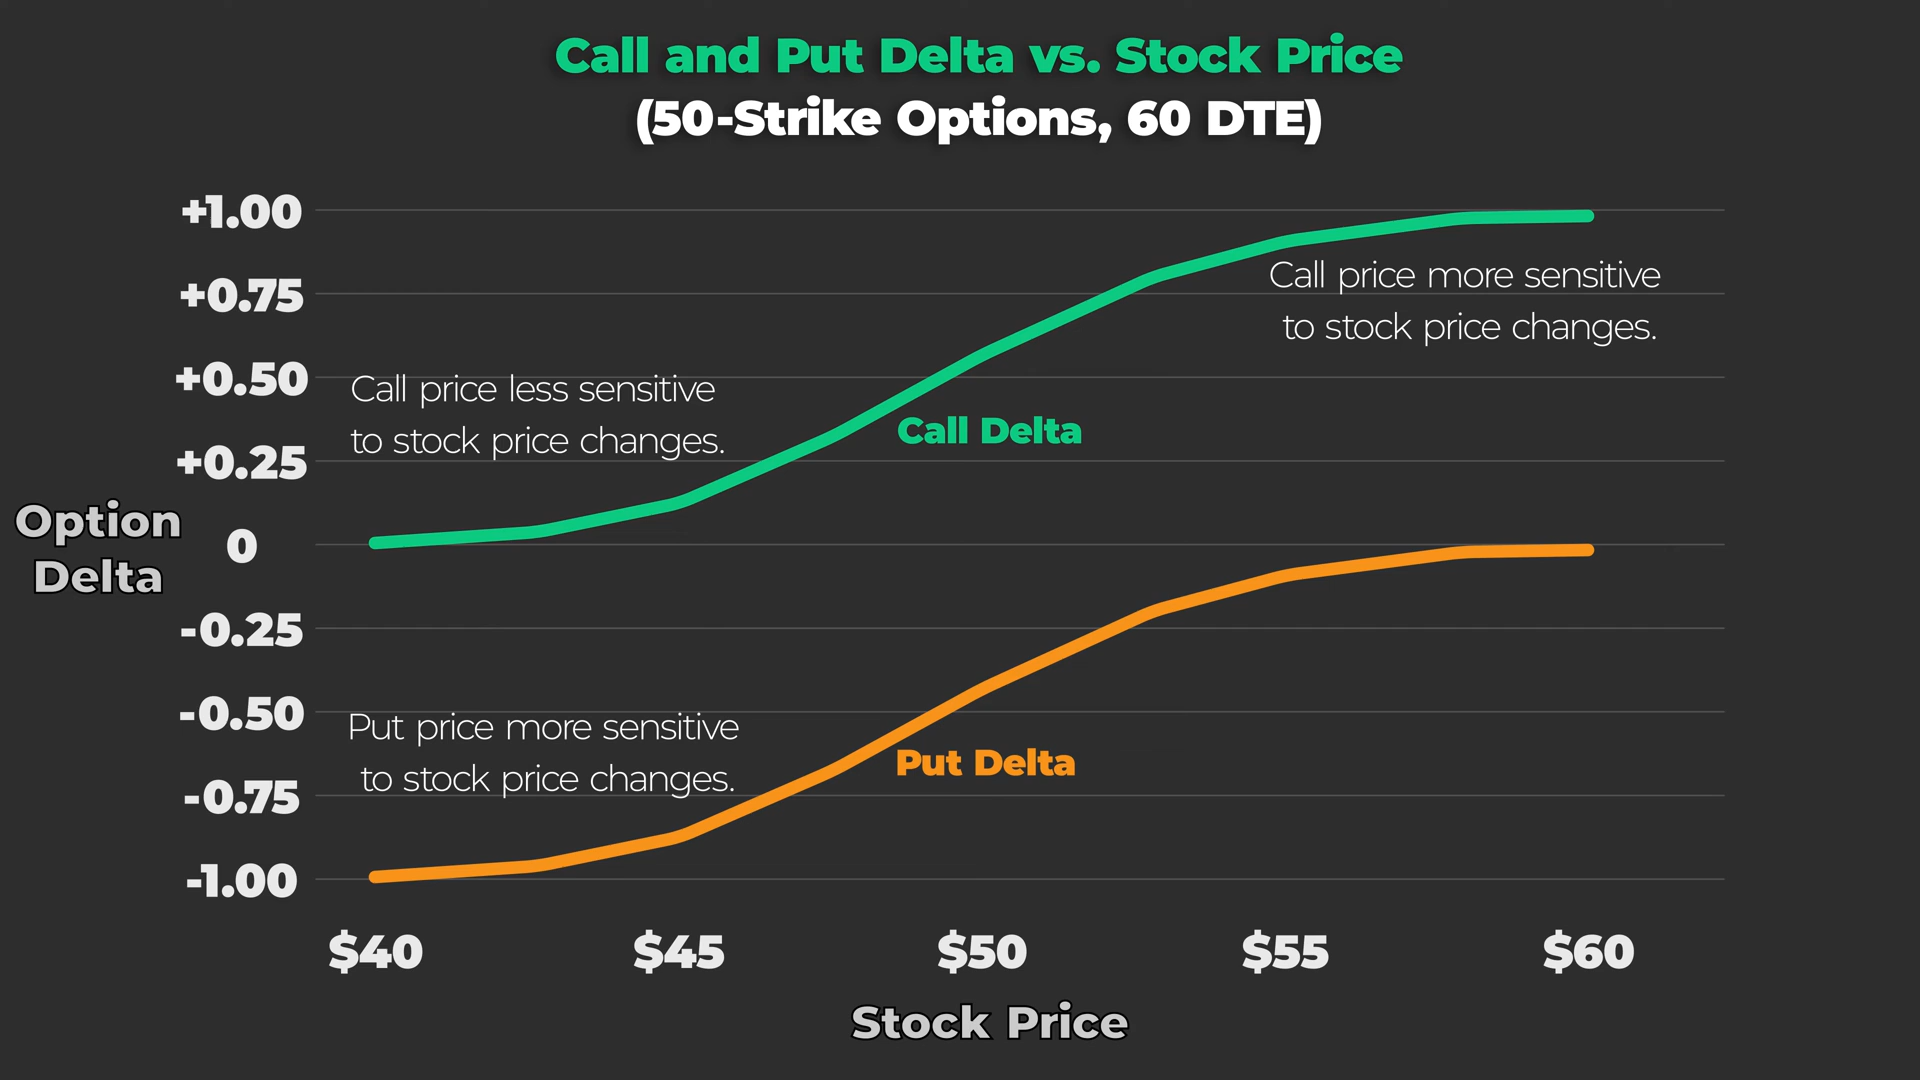 Call and Put Delta vs. Stock Price
(50-Strike Options, 60 DTE)
+1.00
+0.75
+0.50
+0.25
0
-0.25
-0.50
-0.75
-1.00
Option
Delta
Call price less sensitive
to stock price changes.
Call price more sensitive
to stock price changes.
Call Delta
Put price more sensitive
to stock price changes.
Put Delta
$40
$45
$50
$55
$60
Stock Price